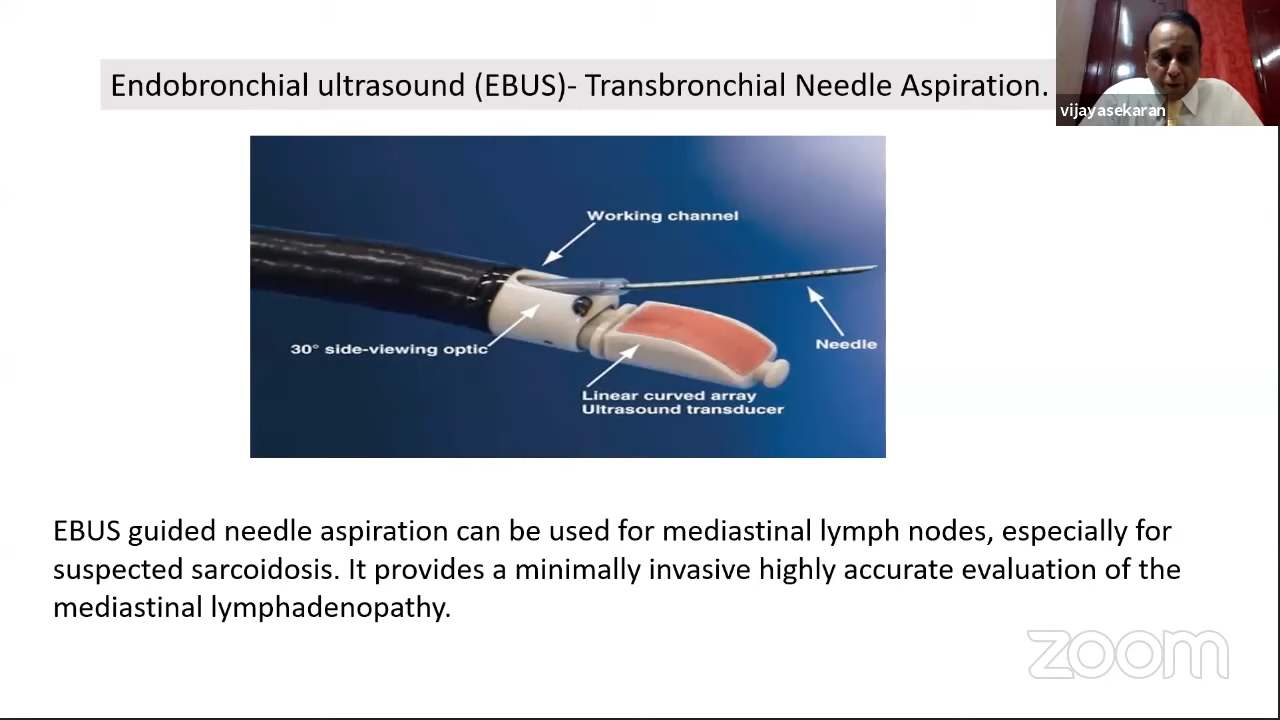 Endobronchial ultrasound (EBUS)- Transbronchial Needle Aspiration.
vijayasekaran
Working channel
30° side-viewing optic
Needle
Linear curved array
Ultrasound transducer
EBUS guided needle aspiration can be used for mediastinal lymph nodes, especially for
suspected sarcoidosis. It provides a minimally invasive highly accurate evaluation of the
mediastinal lymphadenopathy.
zoom